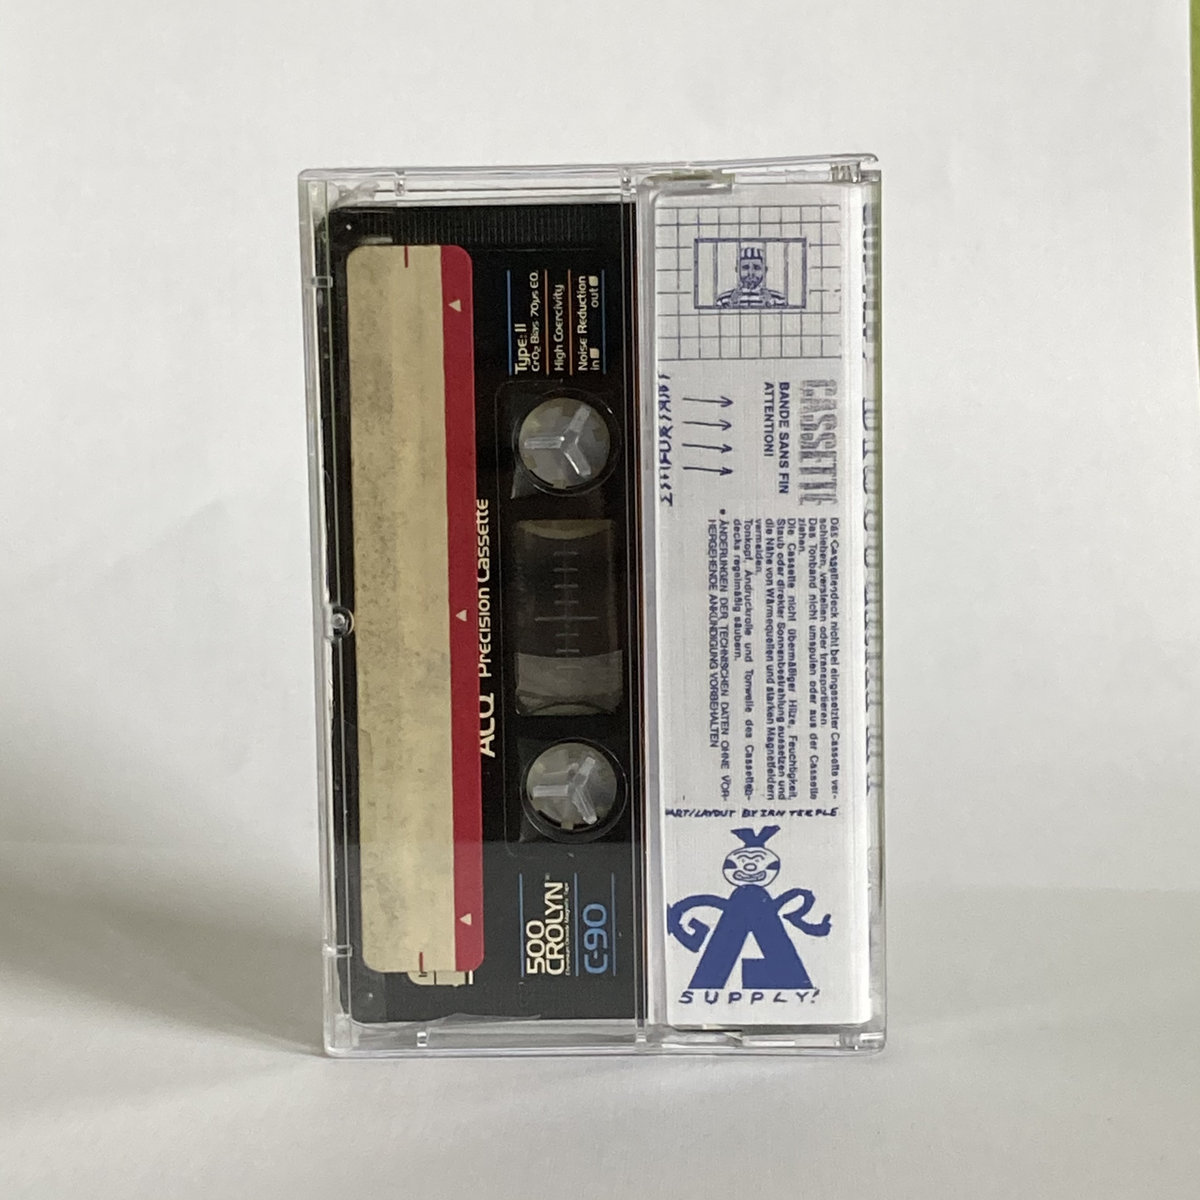 Type: II
CrO2 Bias 70µs EQ.
High Coercivity
Noise Reduction
in out
ACQ Precision Cassette
500
CROLYN
C-90
CASSETTE
BANDE SANS FIN
ATTENTION!
Das Cassettendeck nicht bei eingesetzter Cassette ver-
schieben, verstellen oder transportieren.
Das Tonband nicht umspulen oder aus der Cassette
ziehen.
Die Cassette nicht übermäßiger Hitze, Feuchtigkeit,
Staub oder direkter Sonnenbestrahlung aussetzen und
die Nähe von Wärmequellen und starken Magnetfeldern
vermeiden.
Tonkopf, Andruckrolle und Tonwelle des Cassetten-
decks regelmäßig säubern.
• ÄNDERUNGEN DER TECHNISCHEN DATEN OHNE VOR-
HERGEHENDE ANKÜNDIGUNG VORBEHALTEN
ART/LAYOUT BY IAN TEEPLE
G A R
SUPPLY!